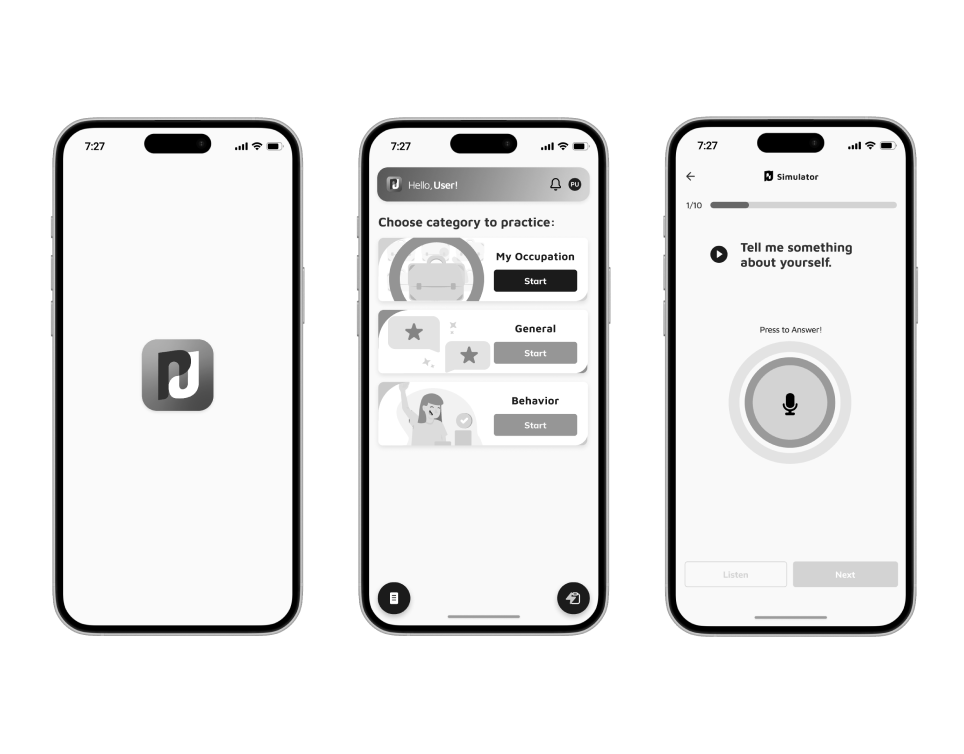 7:27
7:27
Hello, User!
PU
Choose category to practice:
My Occupation
Start
General
Start
Behavior
Start
7:27
Simulator
1/10
Tell me something
about yourself.
Press to Answer!
Listen
Next